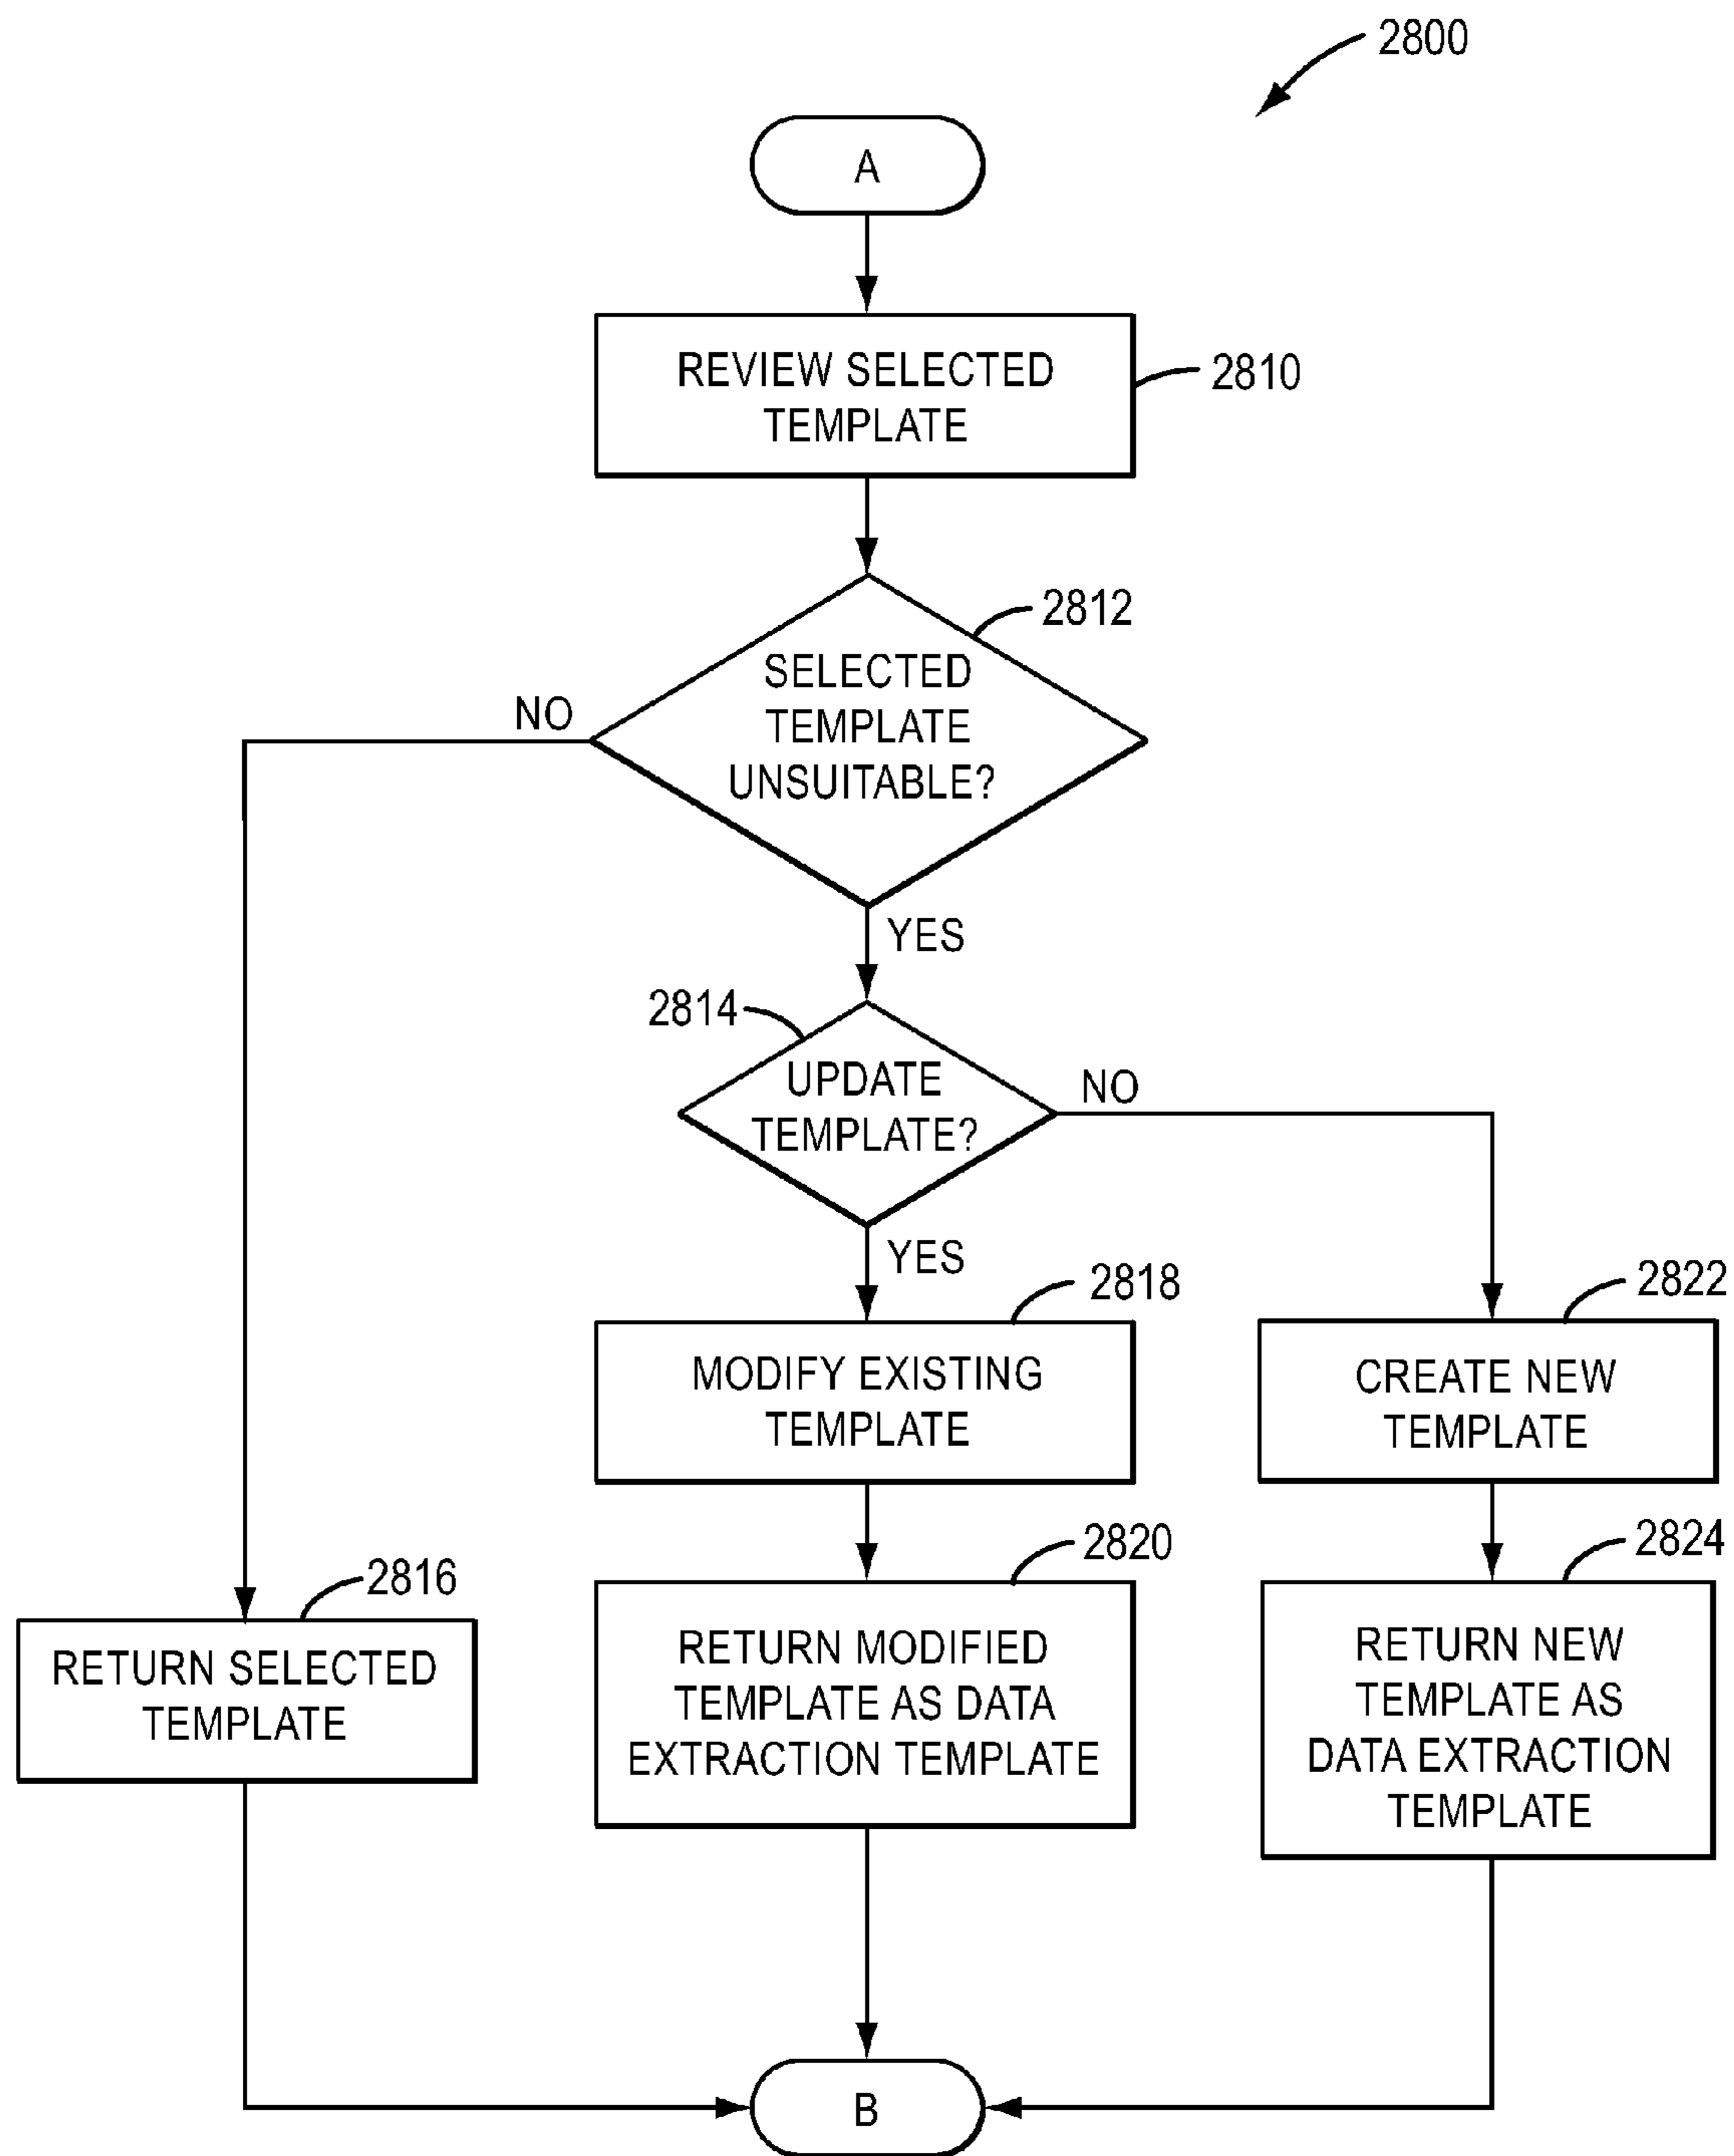 2800
A
REVIEW SELECTED
TEMPLATE
2810
2812
SELECTED
TEMPLATE
UNSUITABLE?
NO
YES
2814
UPDATE
TEMPLATE?
NO
YES
2818
MODIFY EXISTING
TEMPLATE
2822
CREATE NEW
TEMPLATE
2816
RETURN SELECTED
TEMPLATE
2820
RETURN MODIFIED
TEMPLATE AS DATA
EXTRACTION TEMPLATE
2824
RETURN NEW
TEMPLATE AS
DATA EXTRACTION
TEMPLATE
B